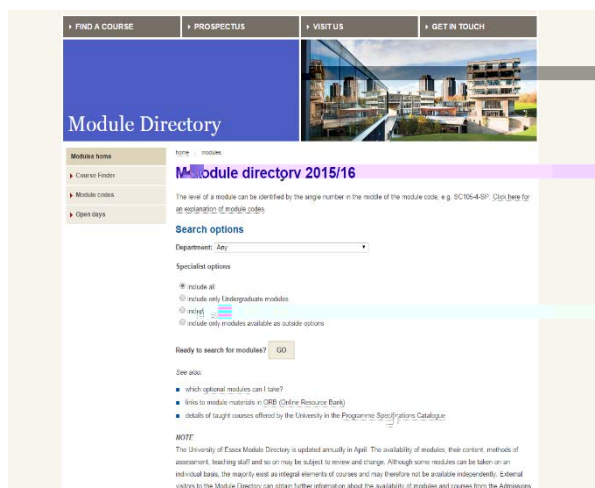 FIND A COURSE
PROSPECTUS
VISIT US
GET IN TOUCH
Module Directory
Modules home
Course Finder
Module codes
Open days
home modules
directory 2015/16
The level of a module can be identified by the single number in the middle of the module code, e.g. SC105-4-SP. Click here for
an explanation of module codes.
Search options
Department: Any
Specialist options
include all
include only Undergraduate modules
include only modules available as outside options
Ready to search for modules? GO
See also:
which optional modules can I take?
links to module materials in ORB (Online Resource Bank)
details of taught courses offered by the University in the Programme Specifications Catalogue
NOTE
The University of Essex Module Directory is updated annually in April. The availability of modules, their content, methods of
assessment, teaching staff and so on may be subject to review and change. Although some modules can be taken on an
individual basis, the majority exist as integral elements of courses and may therefore not be available independently. External
visitors to the Module Directory can obtain further information about the availability of modules and courses from the Admissions